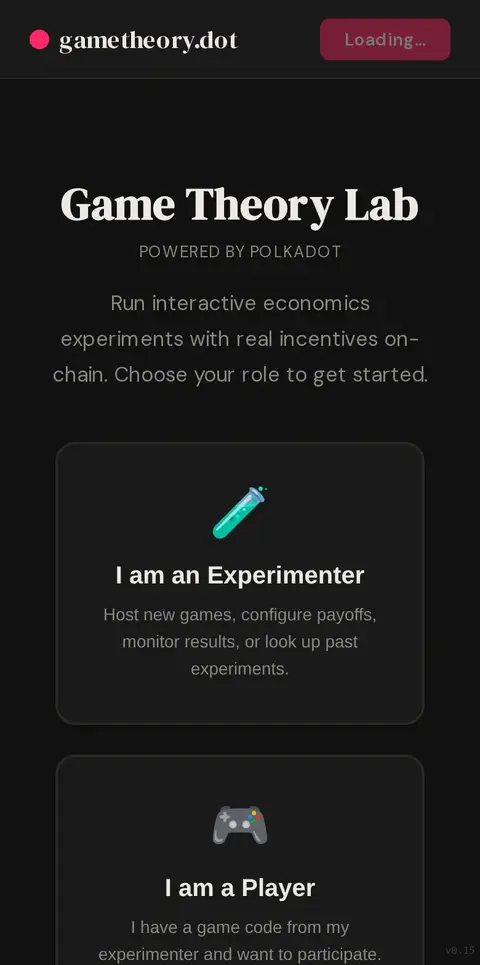 gametheory.dot
Loading...
Game Theory Lab
POWERED BY POLKADOT
Run interactive economics
experiments with real incentives on-
chain. Choose your role to get started.
I am an Experimenter
Host new games, configure payoffs,
monitor results, or look up past
experiments.
I am a Player
I have a game code from my
experimenter and want to participate.
v0.15